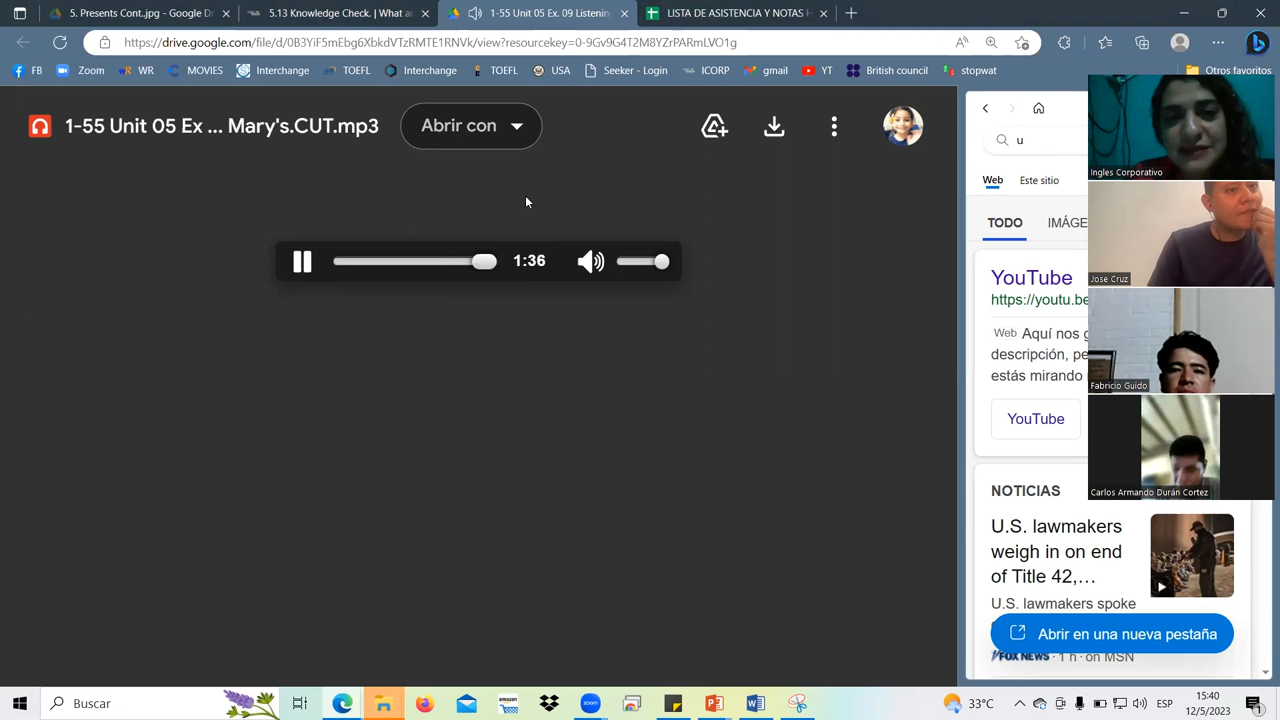 5. Presents Cont..jpg - Google Dr
5.13 Knowledge Check. | What ar
1-55 Unit 05 Ex. 09 Listening
LISTA DE ASISTENCIA Y NOTAS H
https://drive.google.com/file/d/0B3YiF5mEbg6XbkdVTzRMTE1RNVk/view?resourcekey=0-9Gv9G4T2M8YZrPARmLVO1g
FB
Zoom
WR
MOVIES
Interchange
TOEFL
Interchange
TOEFL
USA
Seeker - Login
ICORP
gmail
YT
British council
stopwat
Otros favoritos
1-55 Unit 05 Ex ... Mary's.CUT.mp3
Abrir con
1:36
u
Web
Este sitio
TODO
IMÁGE
YouTube
https://youtu.be
Web Aquí nos g
descripción, pe
estás mirando
YouTube
NOTICIAS
U.S. lawmakers
weigh in on end
of Title 42,...
U.S. lawmakers spoke
Abrir en una nueva pestaña
FOX NEWS · 1 h · on MSN
Ingles Corporativo
Jose Cruz
Fabricio Guido
Carlos Armando Durán Cortez
Buscar
amazon
zoom
33°C
ESP
15:40
12/5/2023
1